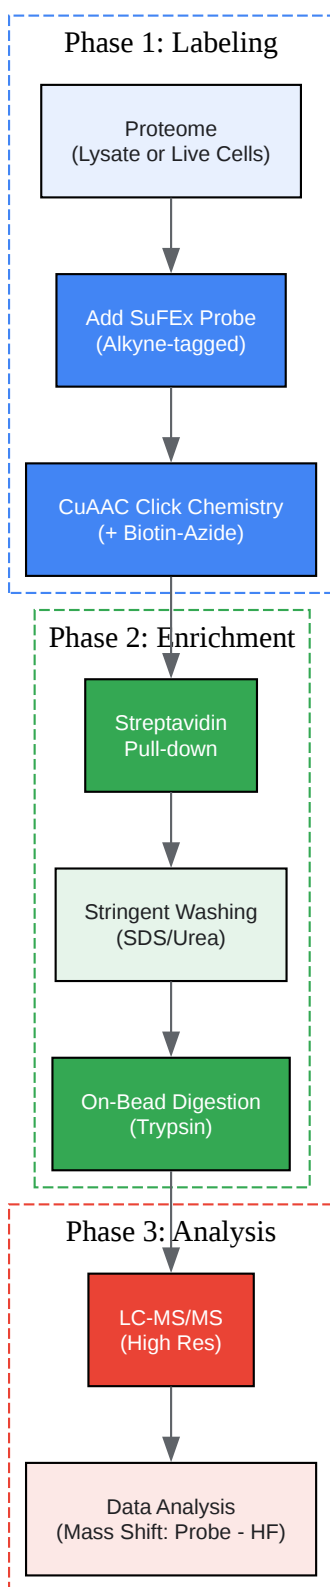 Phase 1: Labeling
Proteome
(Lysate or Live Cells)
Add SuFEx Probe
(Alkyne-tagged)
CuAAC Click Chemistry
(+ Biotin-Azide)
Phase 2: Enrichment
Streptavidin
Pull-down
Stringent Washing
(SDS/Urea)
On-Bead Digestion
(Trypsin)
Phase 3: Analysis
LC-MS/MS
(High Res)
Data Analysis
(Mass Shift: Probe - HF)